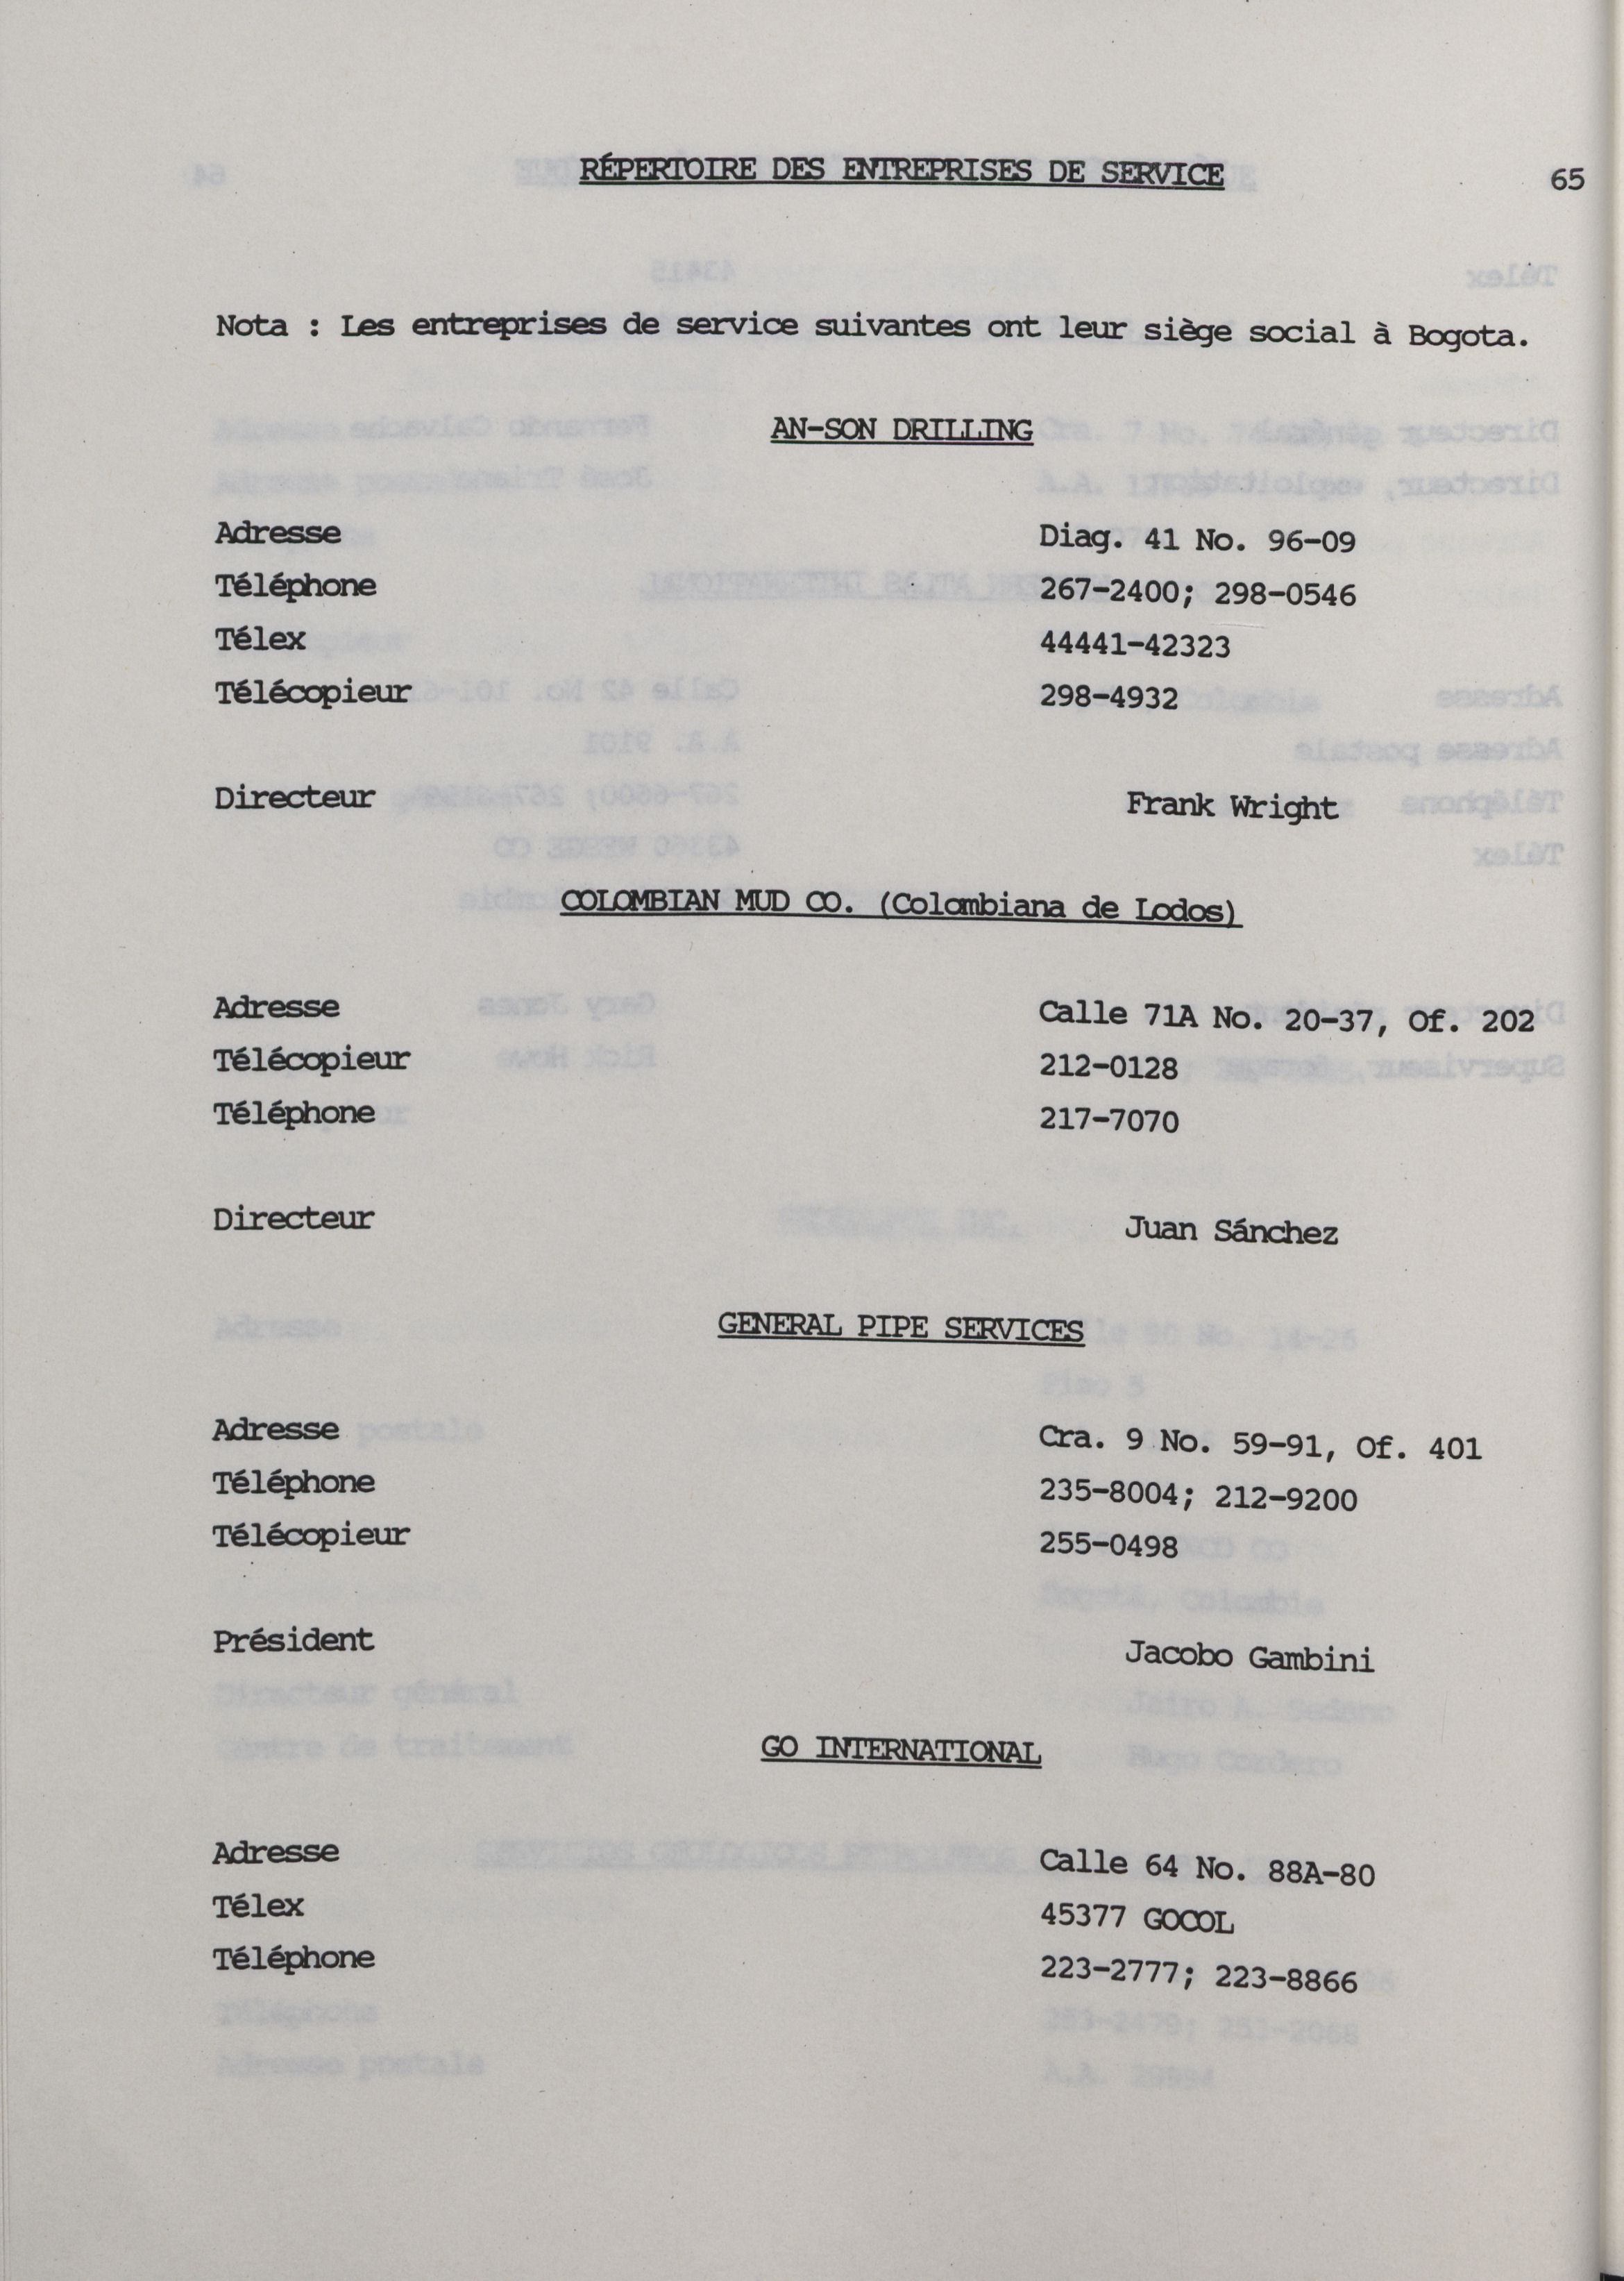 RÉPERTOIRE DES ENTREPRISES DE SERVICE 65
Nota : Les entreprises de service suivantes ont leur siège social à Bogota.
AN-SON DRILLING
Adresse Diag. 41 No. 96-09
Téléphone 267-2400; 298-0546
Télex 44441-42323
Télécopieur 298-4932
Directeur Frank Wright
COLOMBIAN MUD CO. (Colombiana de Lodos)
Adresse Calle 71A No. 20-37, Of. 202
Télécopieur 212-0128
Téléphone 217-7070
Directeur Juan Sánchez
GENERAL PIPE SERVICES
Adresse Cra. 9 No. 59-91, Of. 401
Téléphone 235-8004; 212-9200
Télécopieur 255-0498
Président Jacobo Gambini
GO INTERNATIONAL
Adresse Calle 64 No. 88A-80
Télex 45377 GOCOL
Téléphone 223-2777; 223-8866